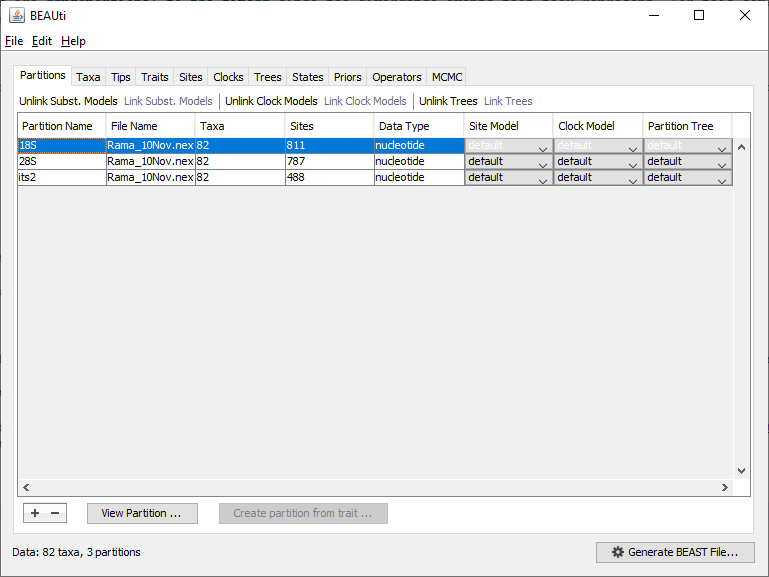 BEAUti
File Edit Help
Partitions Taxa Tips Traits Sites Clocks Trees States Priors Operators MCMC
Unlink Subst. Models Link Subst. Models Unlink Clock Models Link Clock Models Unlink Trees Link Trees
Partition Name File Name Taxa Sites Data Type Site Model Clock Model Partition Tree
18S Rama_10Nov.nex 82 811 nucleotide default default default
28S Rama_10Nov.nex 82 787 nucleotide default default default
its2 Rama_10Nov.nex 82 488 nucleotide default default default
+ − View Partition ... Create partition from trait ...
Data: 82 taxa, 3 partitions Generate BEAST File...